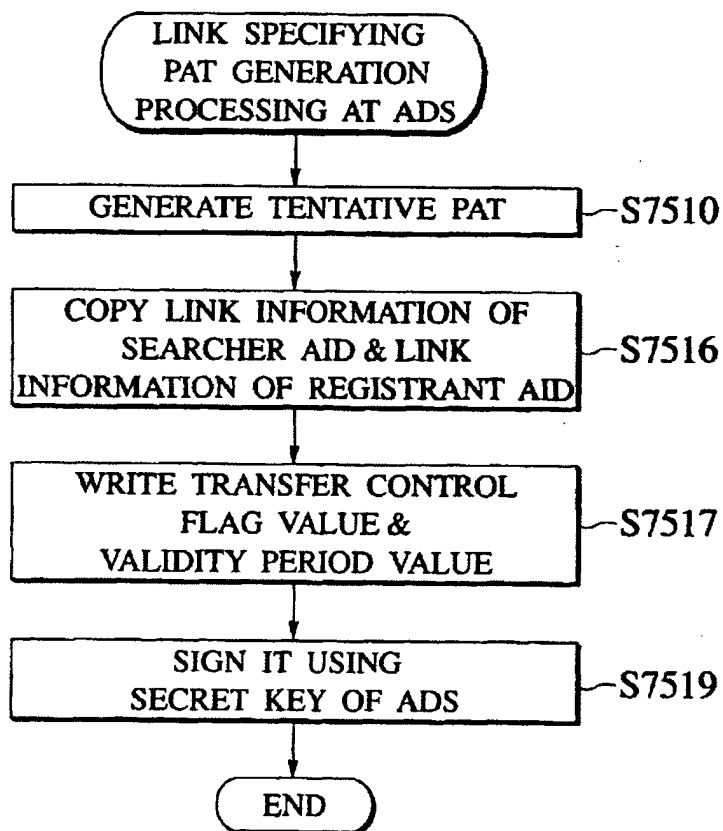 LINK SPECIFYING
PAT GENERATION
PROCESSING AT ADS
GENERATE TENTATIVE PAT
S7510
COPY LINK INFORMATION OF
SEARCHER AID & LINK
INFORMATION OF REGISTRANT AID
S7516
WRITE TRANSFER CONTROL
FLAG VALUE &
VALIDITY PERIOD VALUE
S7517
SIGN IT USING
SECRET KEY OF ADS
S7519
END